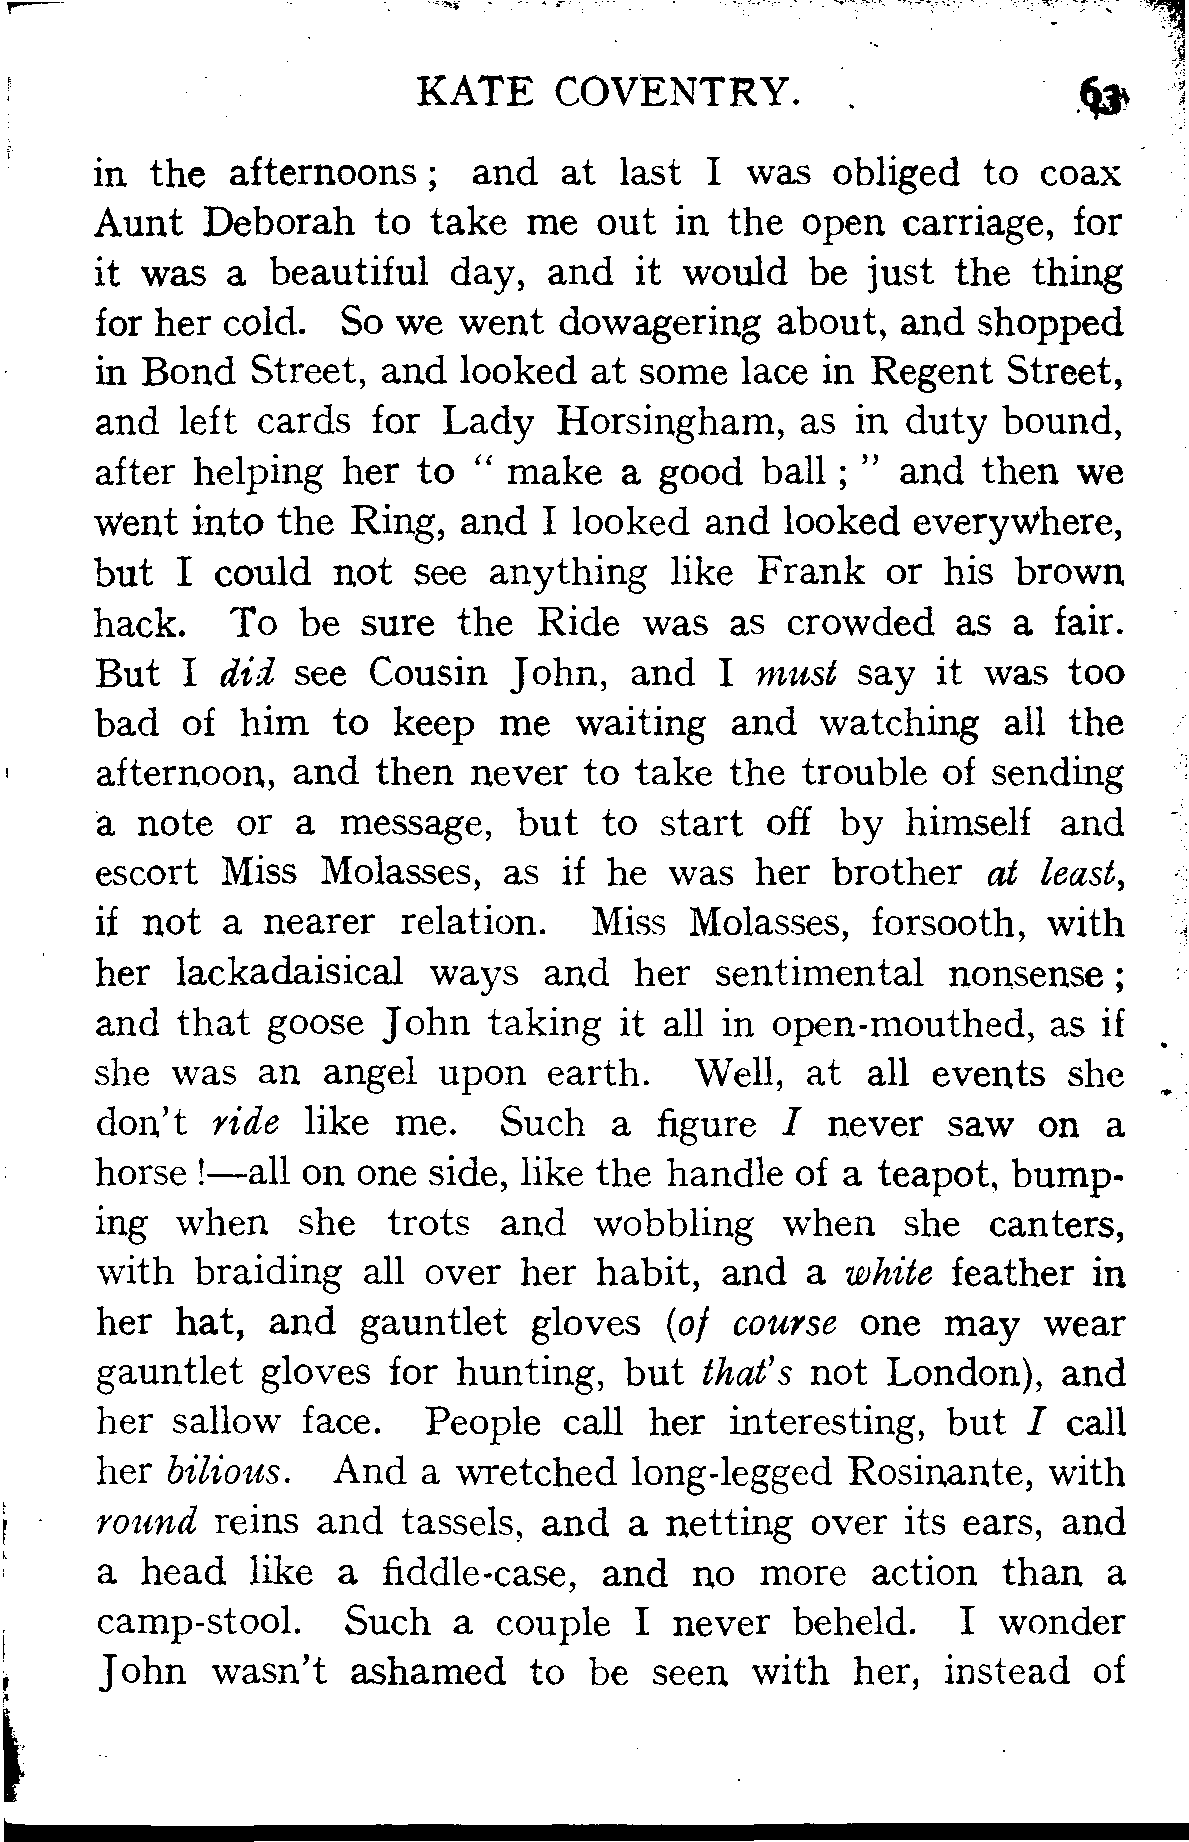 KATE COVENTRY. 63
in the afternoons ; and at last I was obliged to coax
Aunt Deborah to take me out in the open carriage, for
it was a beautiful day, and it would be just the thing
for her cold. So we went dowagering about, and shopped
in Bond Street, and looked at some lace in Regent Street,
and left cards for Lady Horsingham, as in duty bound,
after helping her to “ make a good ball ; ” and then we
went into the Ring, and I looked and looked everywhere,
but I could not see anything like Frank or his brown
hack. To be sure the Ride was as crowded as a fair.
But I did see Cousin John, and I must say it was too
bad of him to keep me waiting and watching all the
afternoon, and then never to take the trouble of sending
a note or a message, but to start off by himself and
escort Miss Molasses, as if he was her brother at least,
if not a nearer relation. Miss Molasses, forsooth, with
her lackadaisical ways and her sentimental nonsense ;
and that goose John taking it all in open-mouthed, as if
she was an angel upon earth. Well, at all events she
don't ride like me. Such a figure I never saw on a
horse !—all on one side, like the handle of a teapot, bump-
ing when she trots and wobbling when she canters,
with braiding all over her habit, and a white feather in
her hat, and gauntlet gloves (of course one may wear
gauntlet gloves for hunting, but that's not London), and
her sallow face. People call her interesting, but I call
her bilious. And a wretched long-legged Rosinante, with
round reins and tassels, and a netting over its ears, and
a head like a fiddle-case, and no more action than a
camp-stool. Such a couple I never beheld. I wonder
John wasn't ashamed to be seen with her, instead of